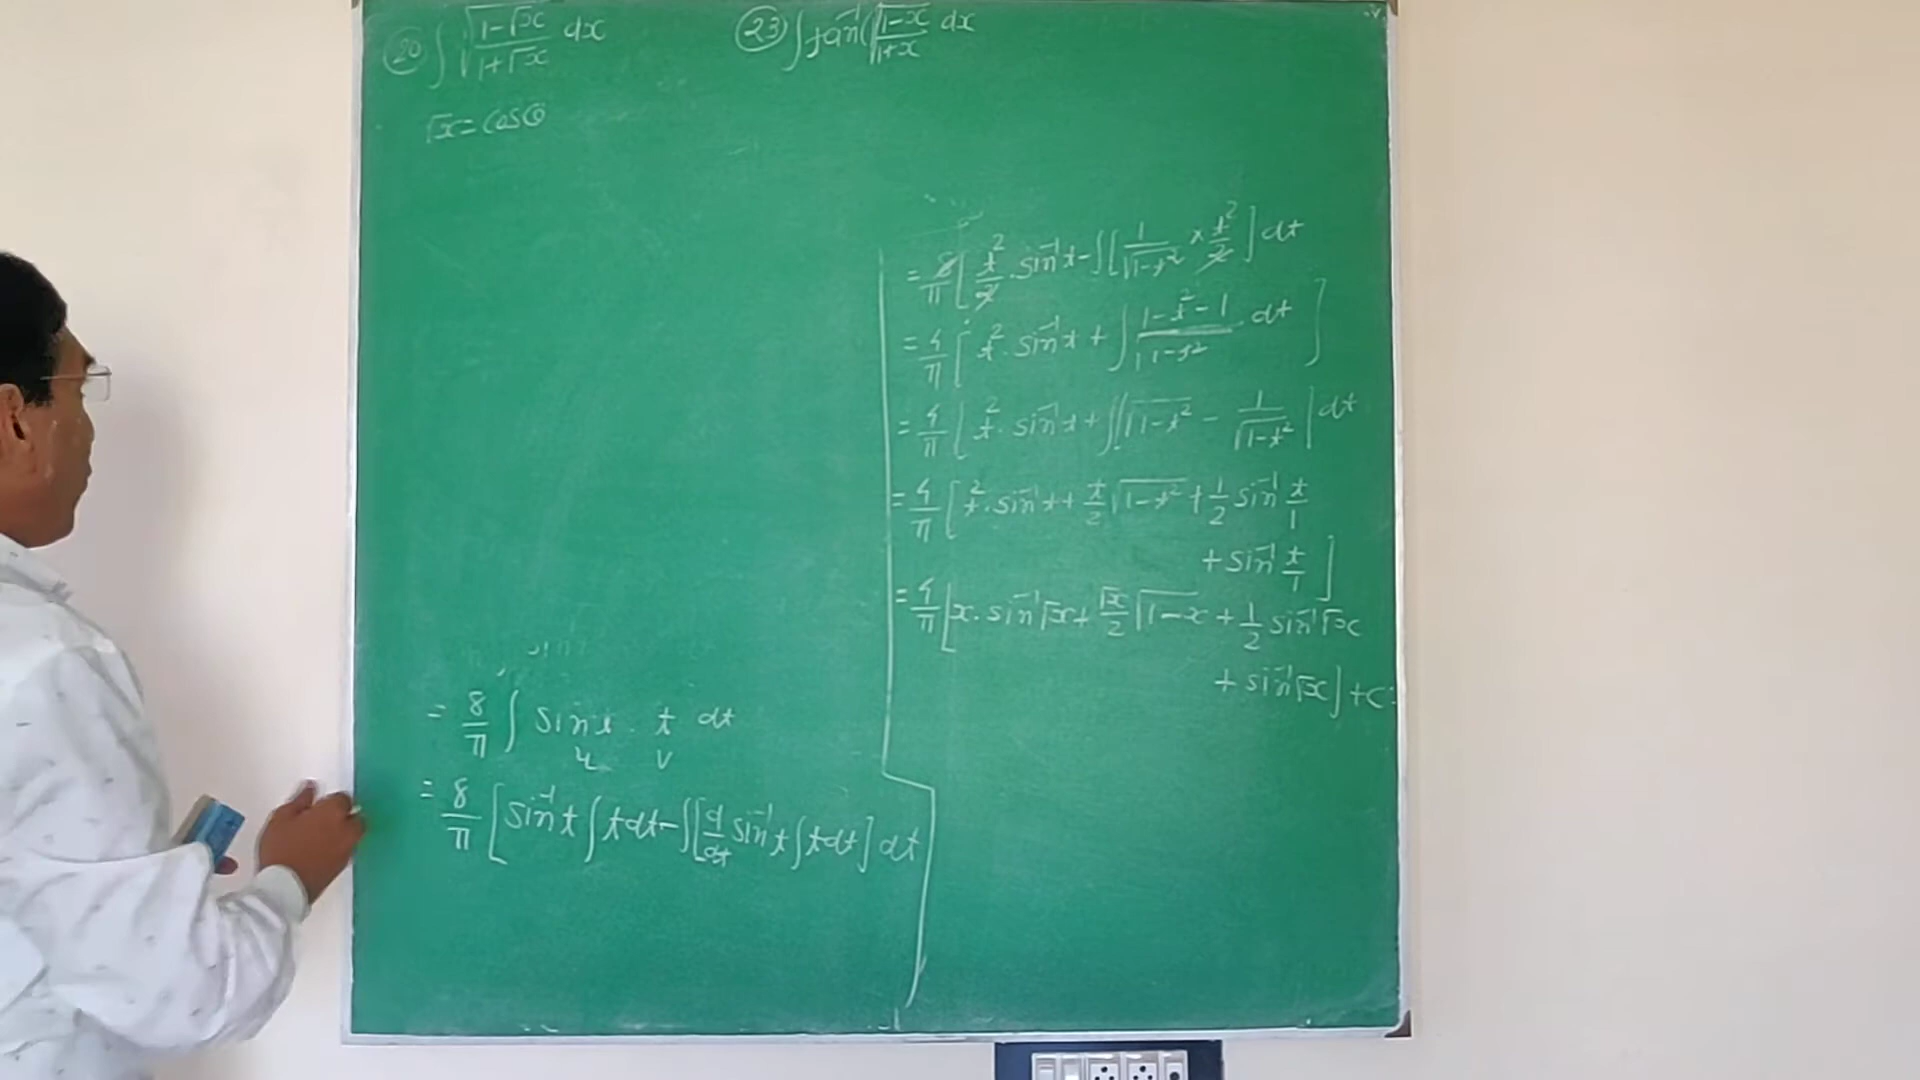 (20) ∫ √((1-√x)/(1+√x)) dx
√x = cosθ
(23) ∫ tan⁻¹(√((1-x)/(1+x)) dx
= 8/π ∫ sin t . t dt
u v
= 8/π [ sin⁻¹t ∫ t dt - ∫ [ d/dt sin⁻¹t ∫ t dt ] dt
= 8/π [ t²/2 . sin⁻¹t - ∫ [ 1/√(1-t²) × t²/2 ] dt
= 4/π [ t² . sin⁻¹t + ∫ (1-t²-1)/√(1-t²) dt ]
= 4/π [ t² . sin⁻¹t + ∫ [ √(1-t²) - 1/√(1-t²) ] dt
= 4/π [ t² . sin⁻¹t + t/2 √(1-t²) + 1/2 sin⁻¹ t/1
+ sin⁻¹ t/1 ]
= 4/π [ x . sin⁻¹√x + √x/2 √(1-x) + 1/2 sin⁻¹√x
+ sin⁻¹√x ] + c